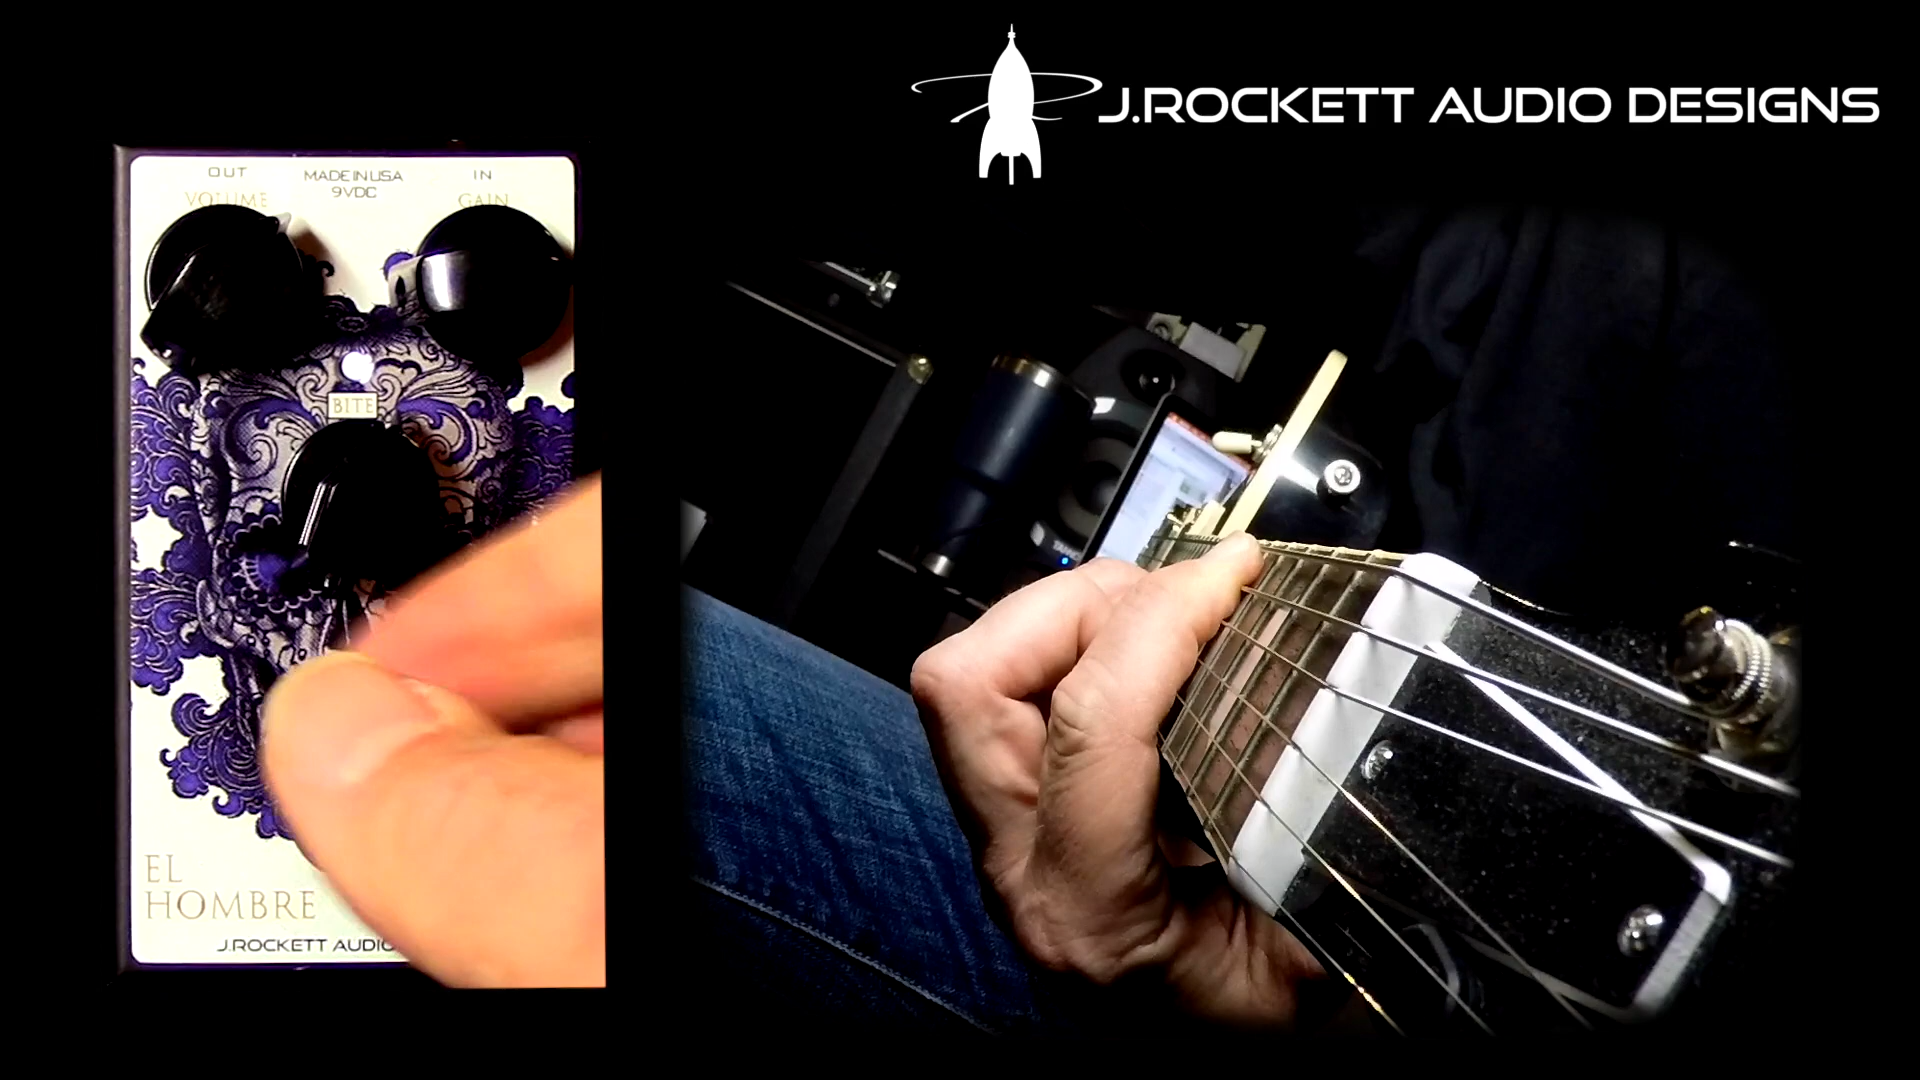 J.ROCKETT AUDIO DESIGNS
OUT
MADE IN USA
IN
VOLUME
9VDC
GAIN
BITE
EL
HOMBRE
J.ROCKETT AUDIO